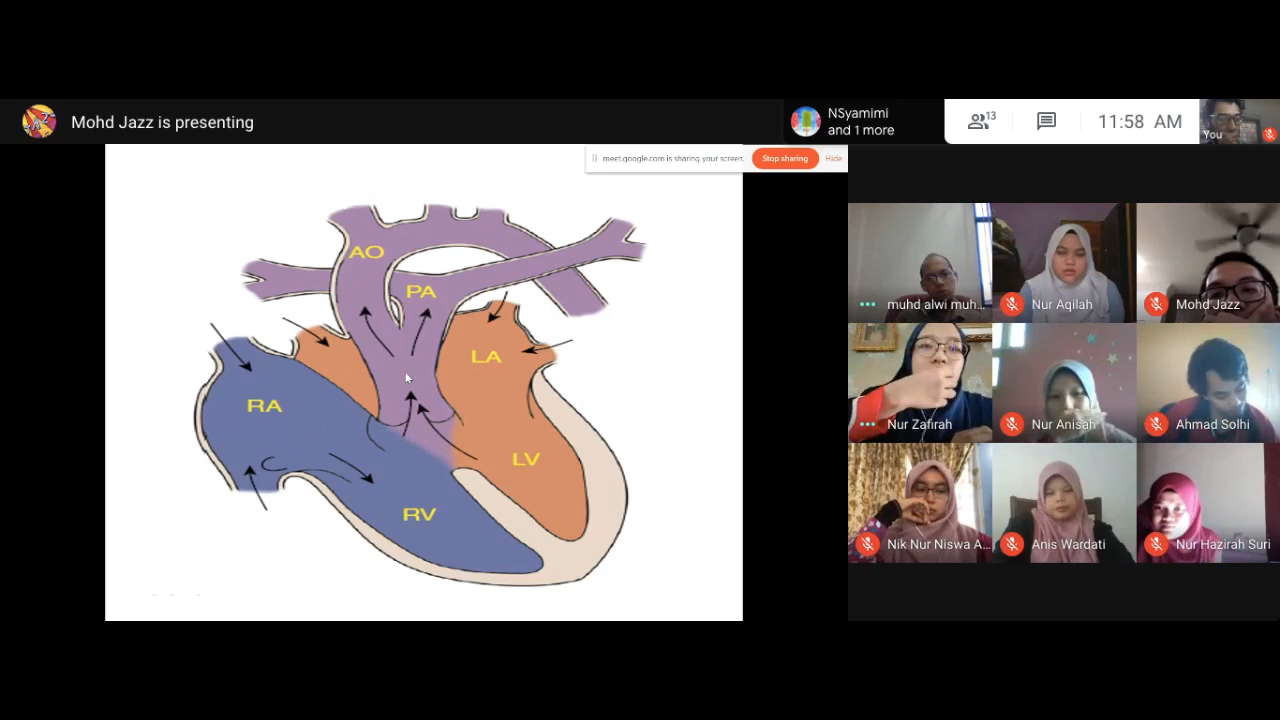 Mohd Jazz is presenting
NSyamimi
and 1 more
13
11:58 AM
You
meet.google.com is sharing your screen.
Stop sharing
Hide
AO
PA
LA
RA
LV
RV
muhd alwi muh...
Nur Aqilah
Mohd Jazz
Nur Zafirah
Nur Anisah
Ahmad Solhi
Nik Nur Niswa A...
Anis Wardati
Nur Hazirah Suri